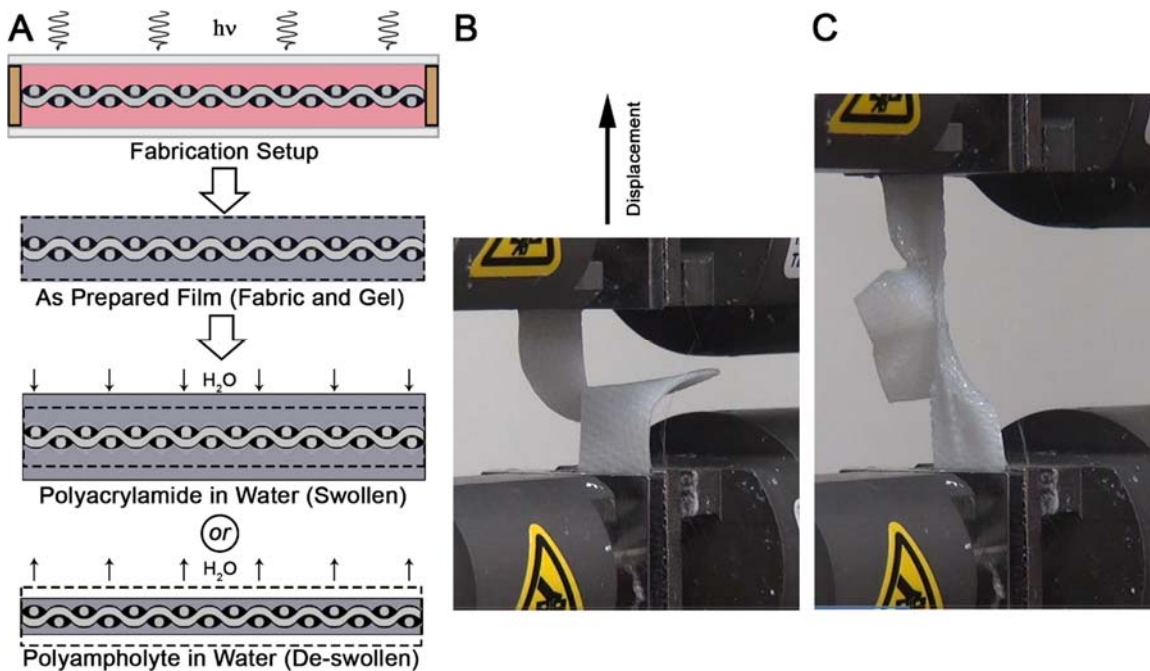 A
hν
Fabrication Setup
As Prepared Film (Fabric and Gel)
H₂O
Polyacrylamide in Water (Swollen)
or
H₂O
Polyampholyte in Water (De-swollen)
B
Displacement
C